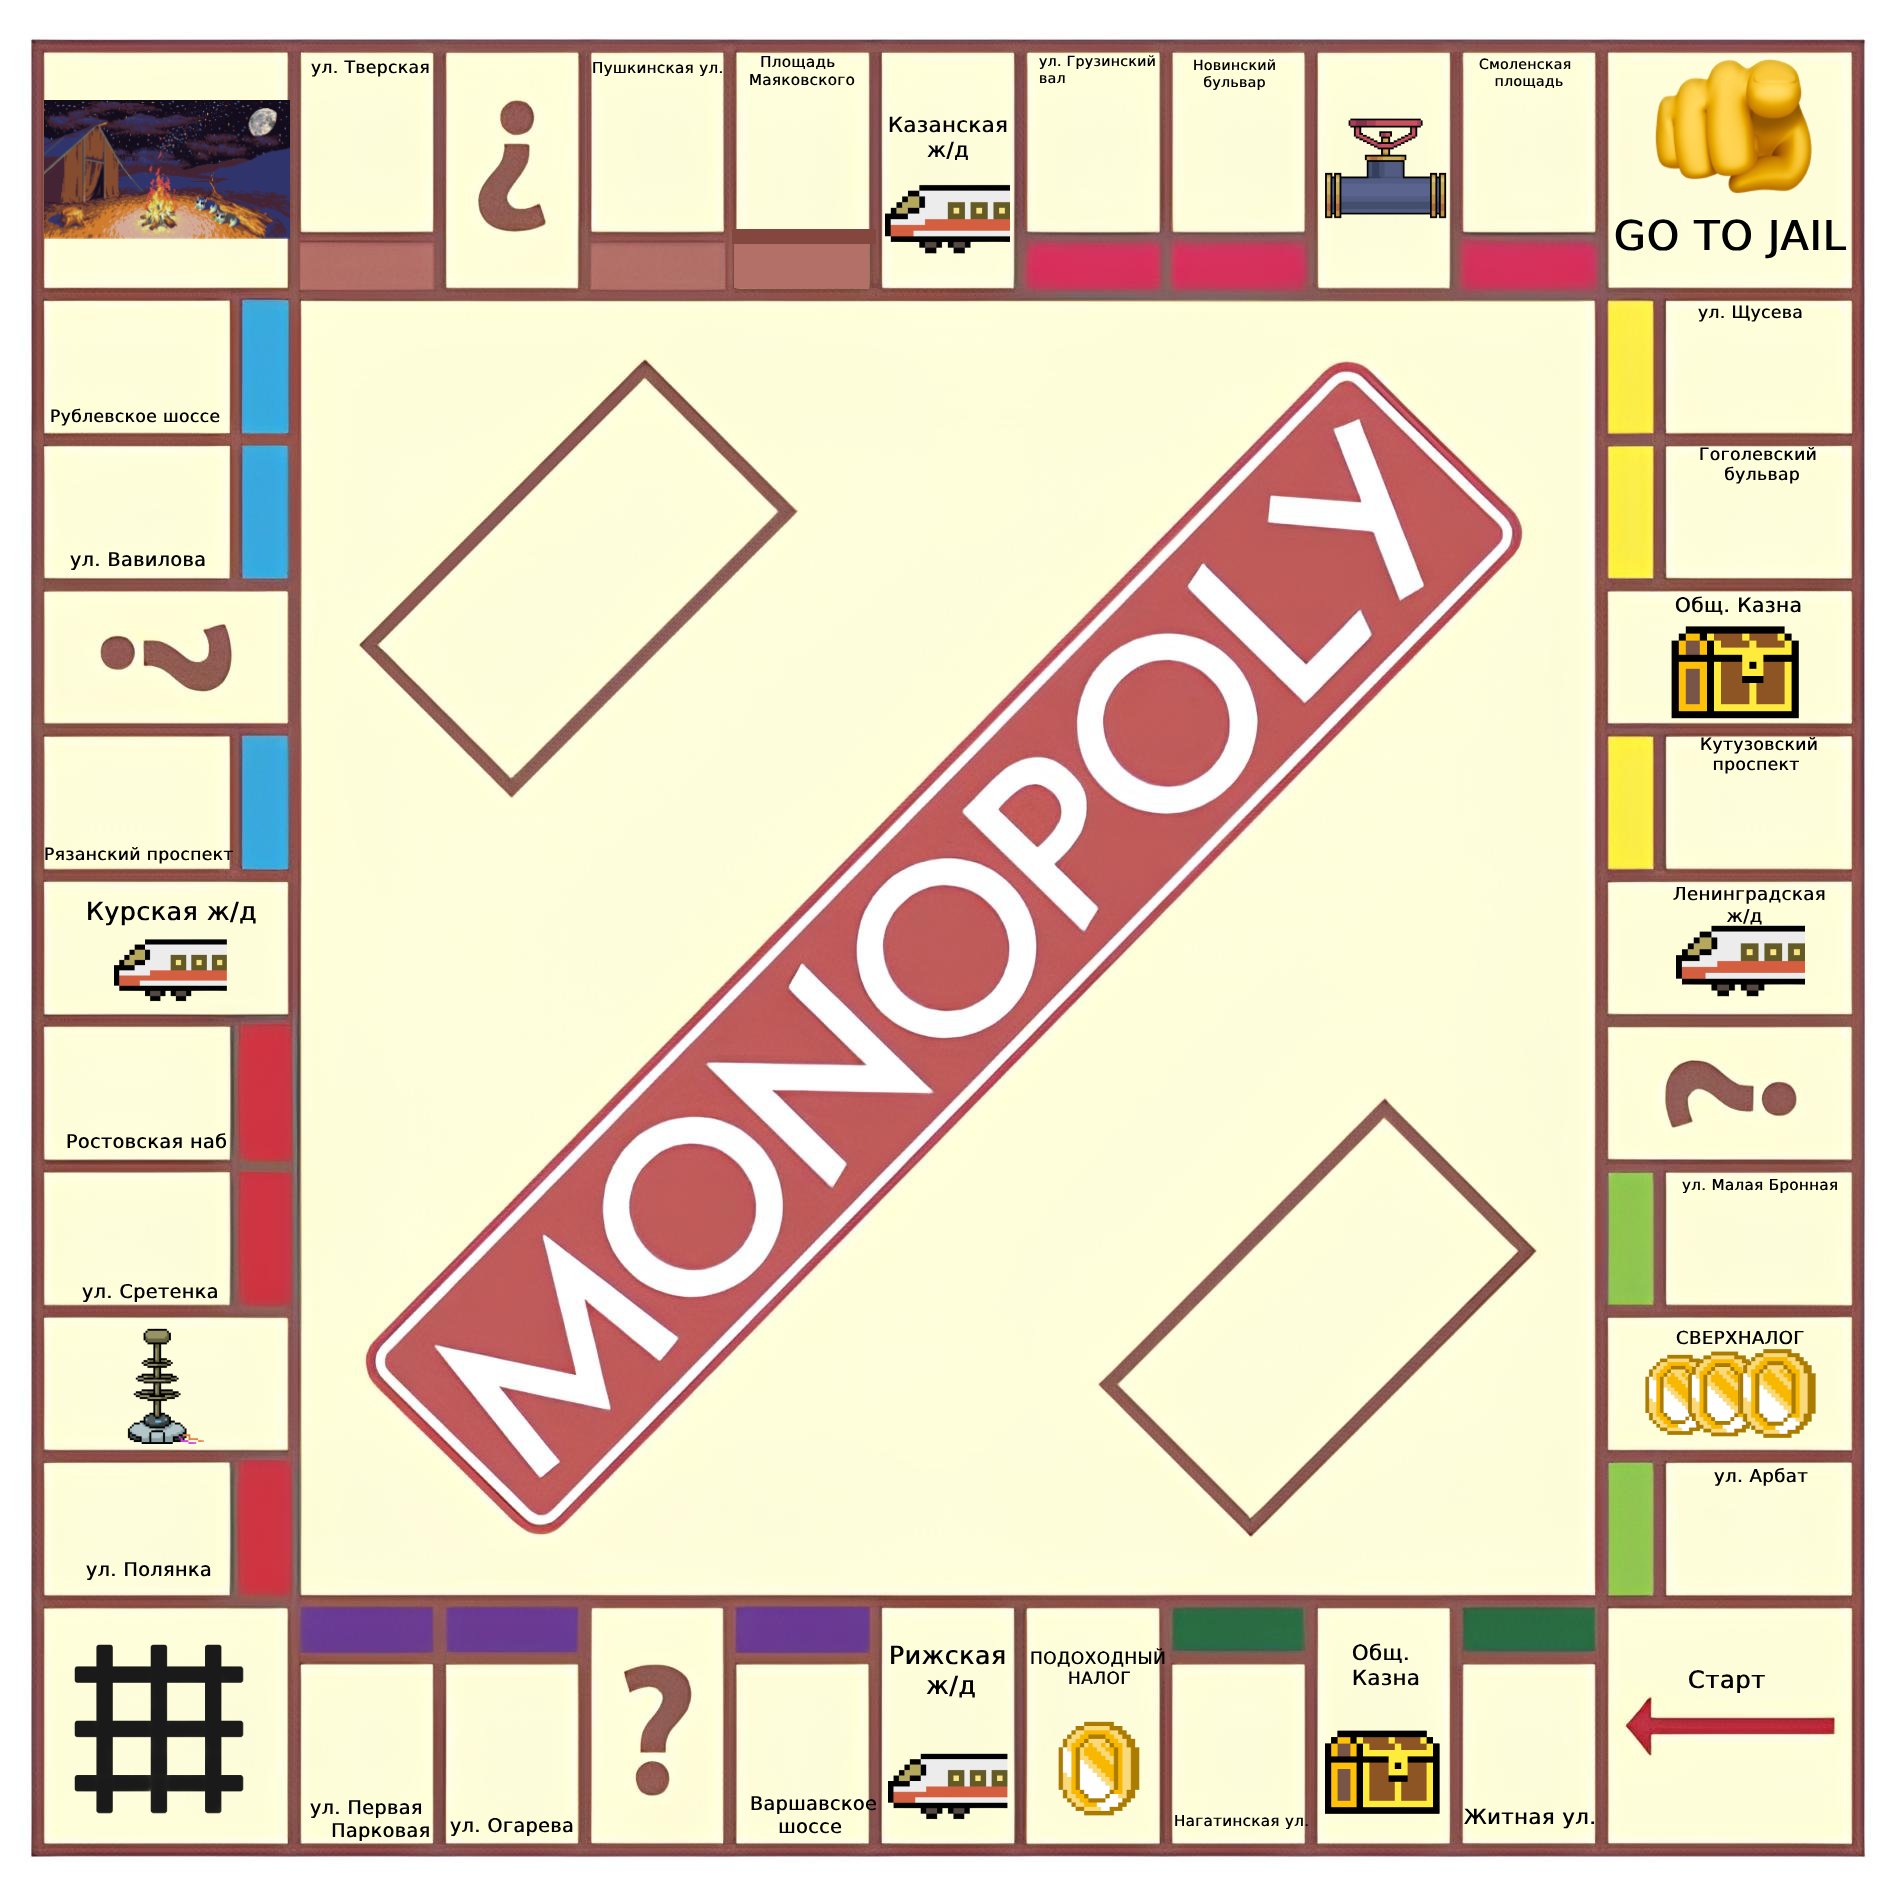 ул. Тверская
¿
Пушкинская ул.
Площадь
Маяковского
Казанская
ж/д
ул. Грузинский
вал
Новинский
бульвар
Смоленская
площадь
GO TO JAIL
Рублевское шоссе
ул. Вавилова
?
Рязанский проспект
Курская ж/д
Ростовская наб
ул. Сретенка
ул. Полянка
MONOPOLY
ул. Щусева
Гоголевский
бульвар
Общ. Казна
Кутузовский
проспект
Ленинградская
ж/д
?
ул. Малая Бронная
СВЕРХНАЛОГ
ул. Арбат
ул. Первая
Парковая
ул. Огарева
?
Варшавское
шоссе
Рижская
ж/д
ПОДОХОДНЫЙ
НАЛОГ
Нагатинская ул.
Общ.
Казна
Житная ул.
Старт